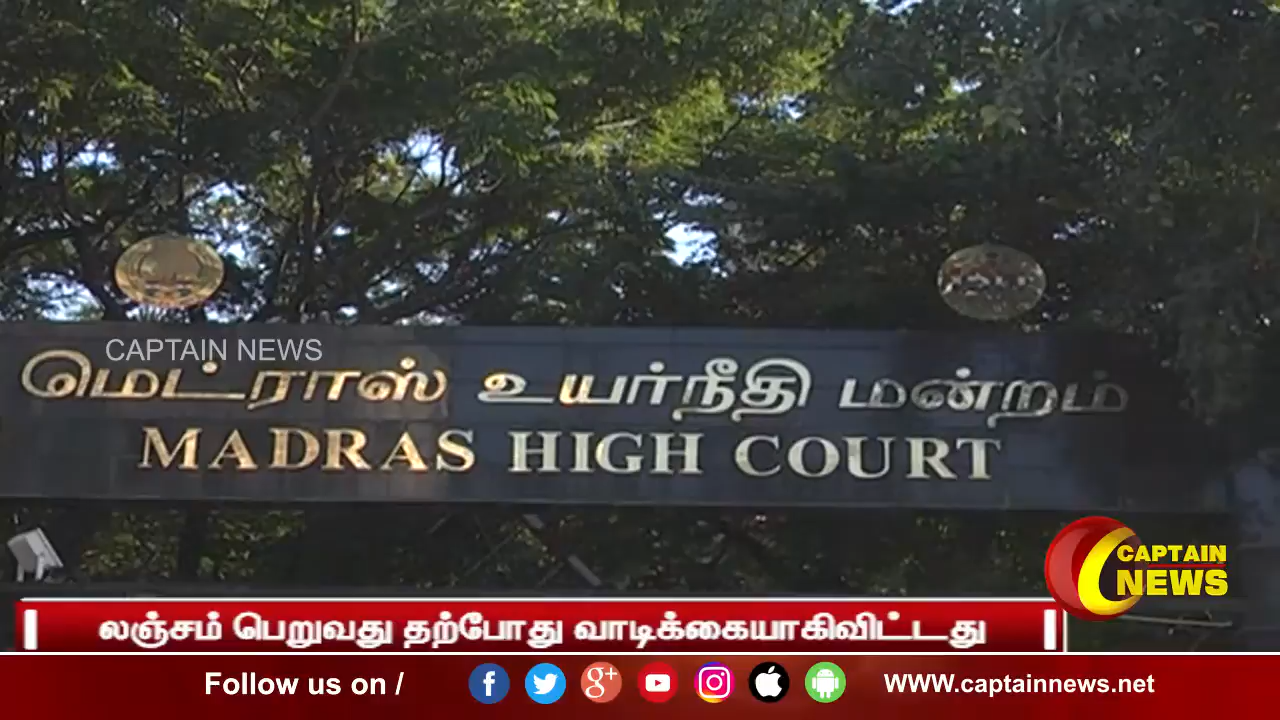 CAPTAIN NEWS
மெட்ராஸ் உயர்நீதி மன்றம்
MADRAS HIGH COURT
CAPTAIN
NEWS
லஞ்சம் பெறுவது தற்போது வாடிக்கையாகிவிட்டது
Follow us on /
WWW.captainnews.net